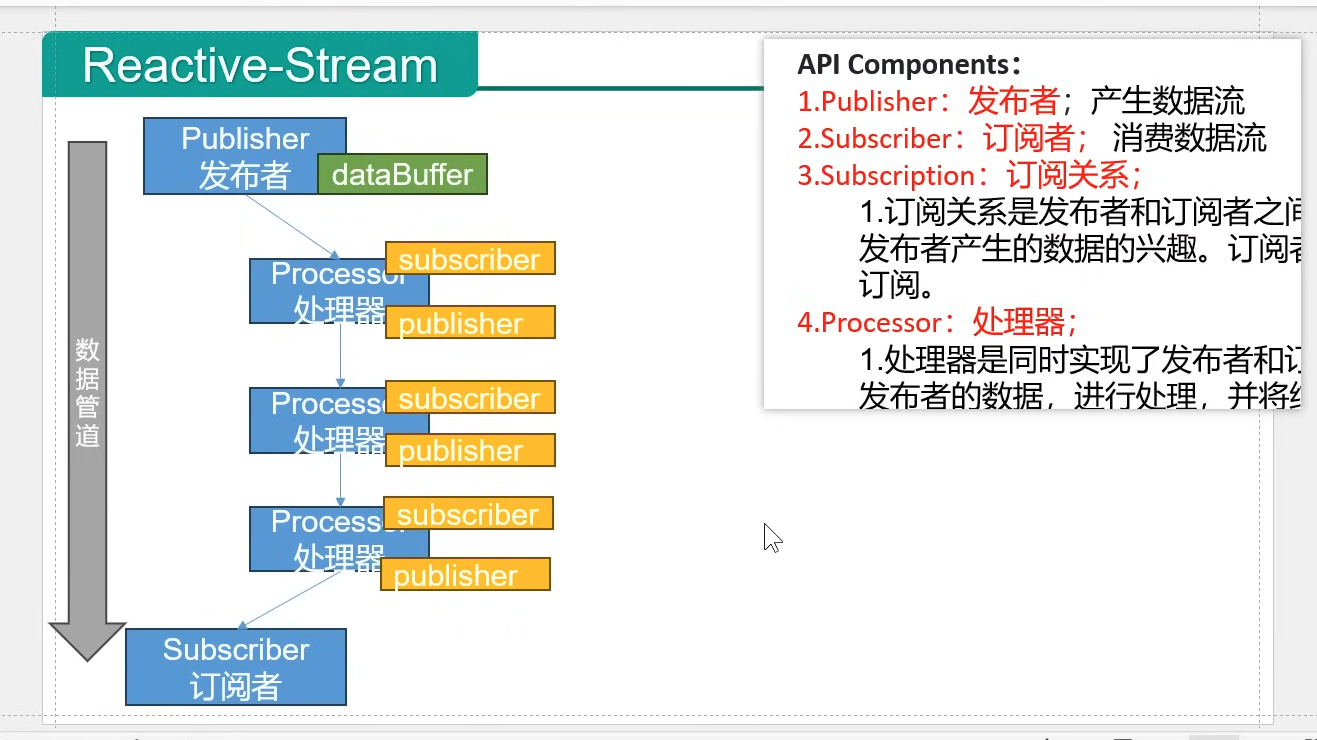 Reactive-Stream
Publisher
发布者
dataBuffer
Processor
处理器
subscriber
publisher
处理器
subscriber
publisher
处理器
subscriber
publisher
Subscriber
订阅者
数据管道
API Components：
1.Publisher：发布者；产生数据流
2.Subscriber：订阅者； 消费数据流
3.Subscription：订阅关系；
1.订阅关系是发布者和订阅者之间
发布者产生的数据的兴趣。订阅者
订阅。
4.Processor：处理器；
1.处理器是同时实现了发布者和订
发布者的数据，进行处理，并将结